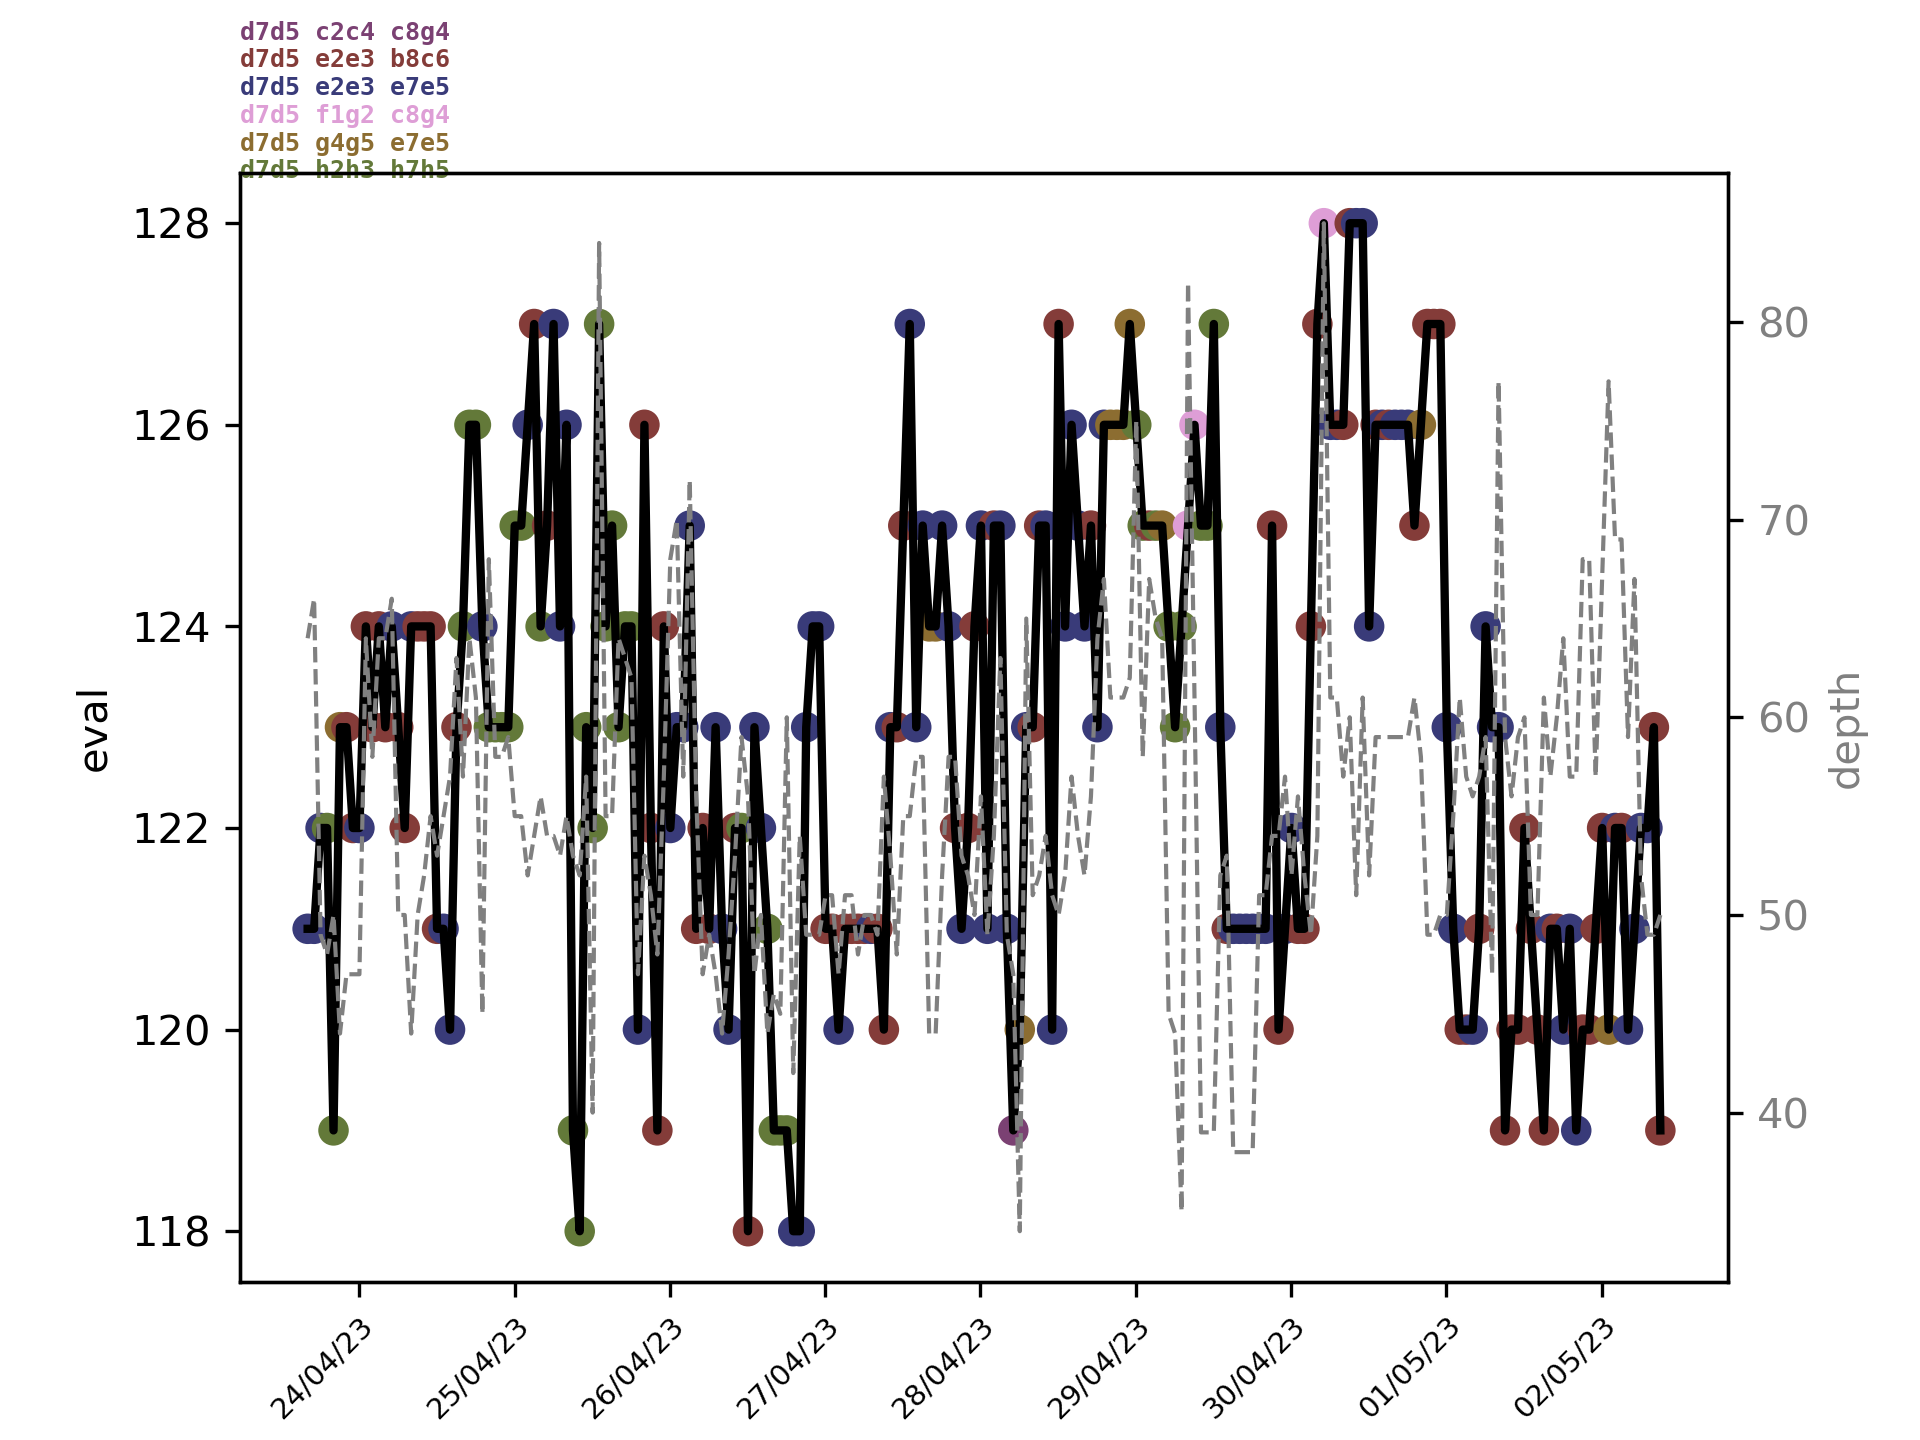 d7d5 c2c4 c8g4
d7d5 e2e3 b8c6
d7d5 e2e3 e7e5
d7d5 f1g2 c8g4
d7d5 g4g5 e7e5
d7d5 h2h3 h7h5
128
126
124
122
120
118
eval
80
70
60
50
40
depth
24/04/23
25/04/23
26/04/23
27/04/23
28/04/23
29/04/23
30/04/23
01/05/23
02/05/23